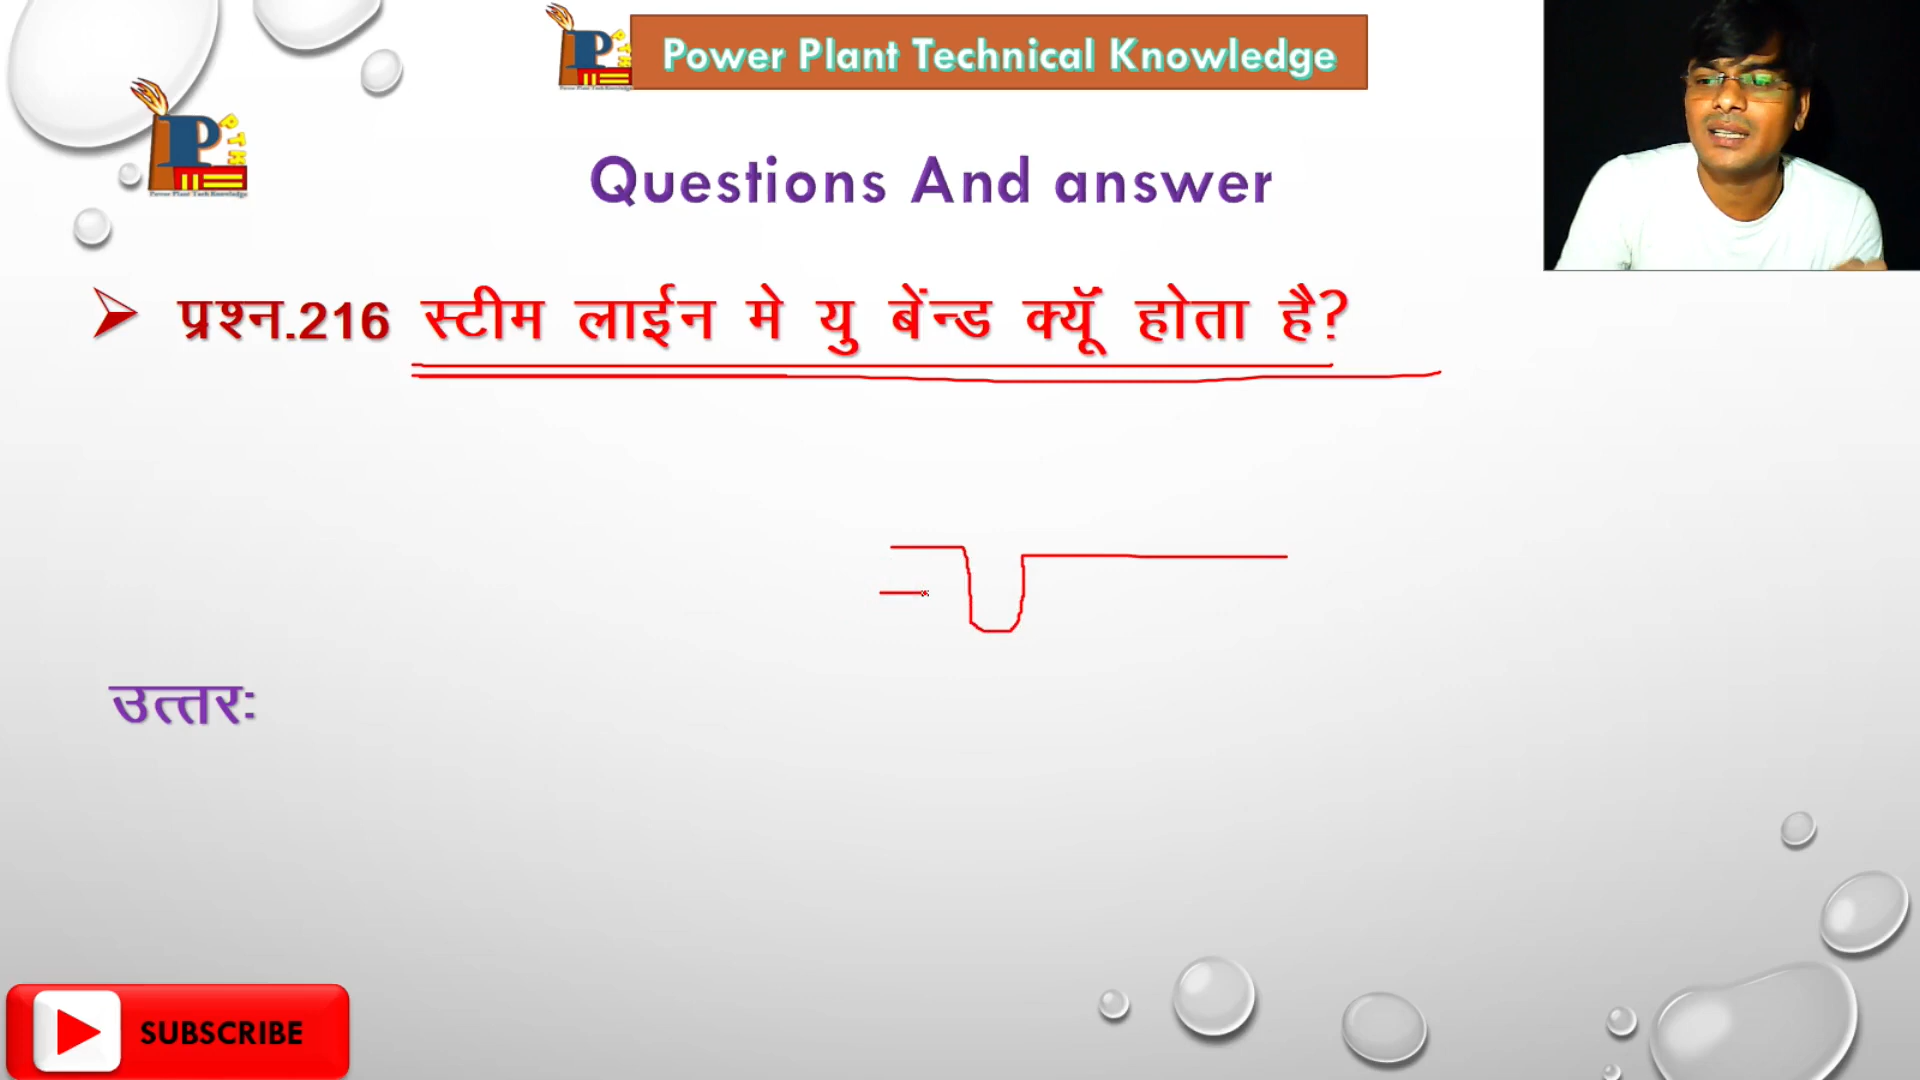 Power Plant Technical Knowledge
Questions And answer
प्रश्न.216 स्टीम लाईन मे यु बेंन्ड क्यूॅ होता है?
उत्तरः
SUBSCRIBE